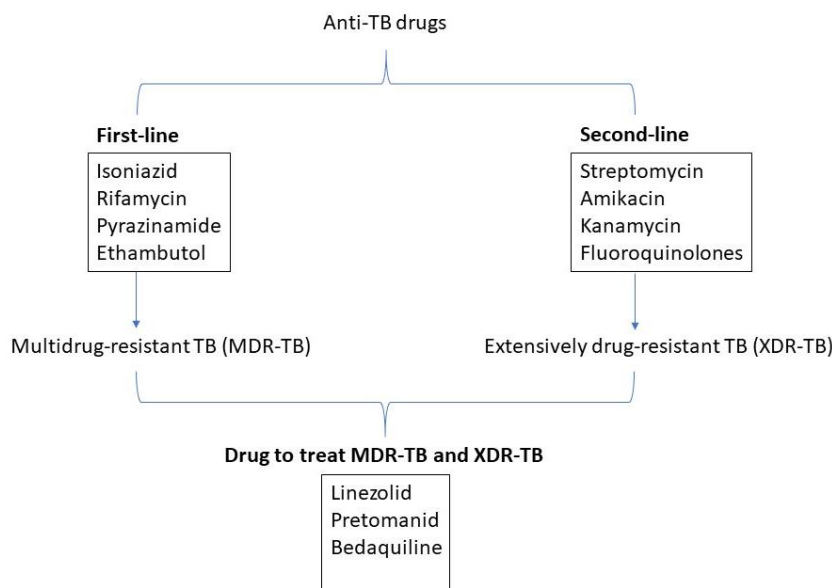 Anti-TB drugs
First-line
Isoniazid
Rifamycin
Pyrazinamide
Ethambutol
Second-line
Streptomycin
Amikacin
Kanamycin
Fluoroquinolones
Multidrug-resistant TB (MDR-TB)
Extensively drug-resistant TB (XDR-TB)
Drug to treat MDR-TB and XDR-TB
Linezolid
Pretomanid
Bedaquiline